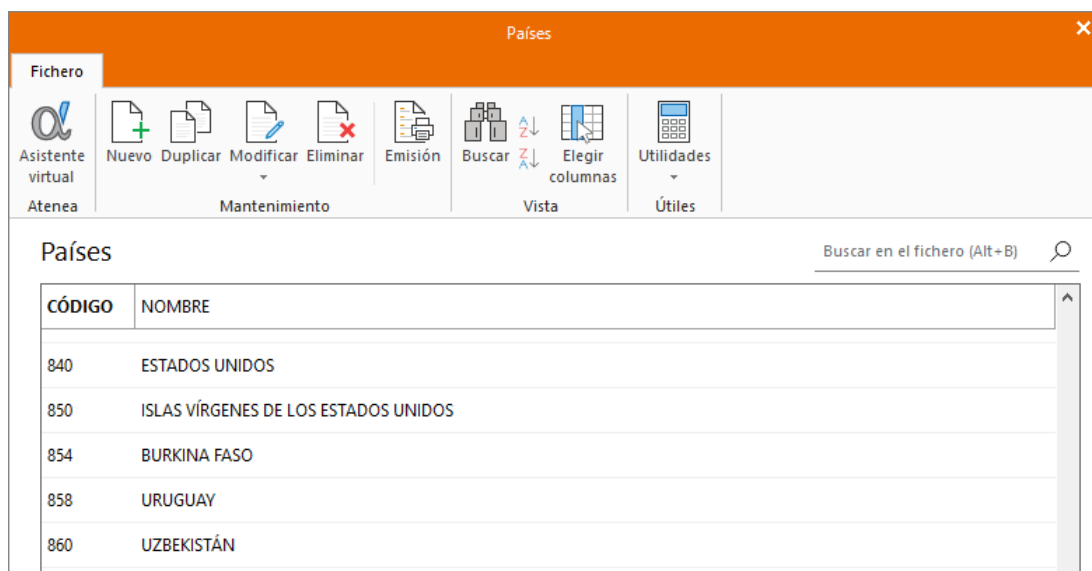 Países
Fichero
Asistente virtual
Nuevo Duplicar Modificar Eliminar Emisión Buscar Elegir columnas Utilidades
Atenea Mantenimiento Vista Útiles
Países Buscar en el fichero (Alt+B)
CÓDIGO NOMBRE
840 ESTADOS UNIDOS
850 ISLAS VÍRGENES DE LOS ESTADOS UNIDOS
854 BURKINA FASO
858 URUGUAY
860 UZBEKISTÁN